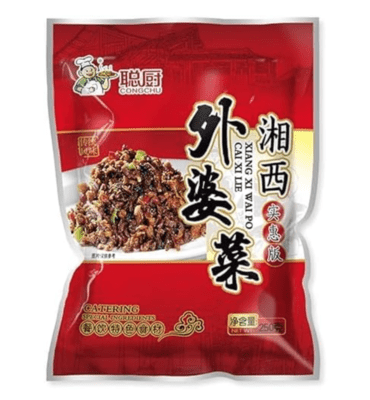 聪厨
CONGCHU
湘西
外婆菜
XIANG XI WAI PO
CAI XI LIE
实惠版
CATERING
餐饮特色食材
净含量